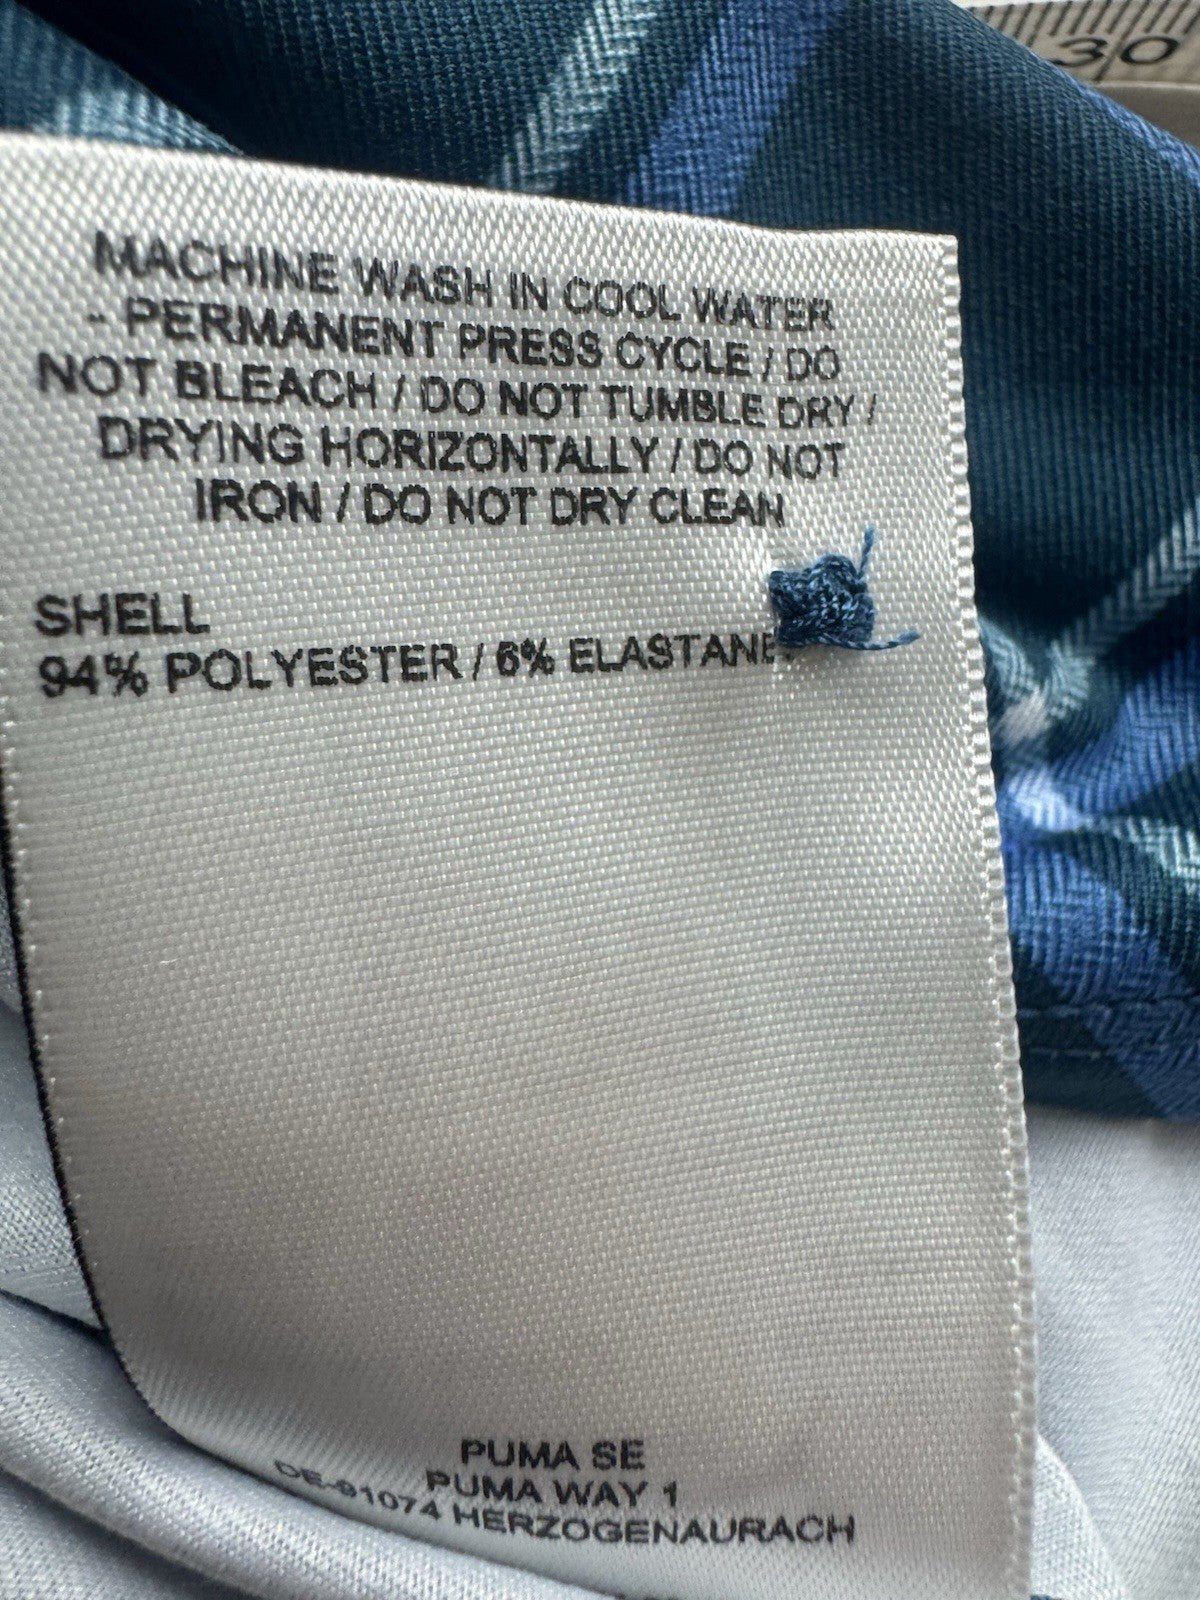 30
MACHINE WASH IN COOL WATER
- PERMANENT PRESS CYCLE / DO
NOT BLEACH / DO NOT TUMBLE DRY /
DRYING HORIZONTALLY / DO NOT
IRON / DO NOT DRY CLEAN
SHELL
94% POLYESTER / 6% ELASTANE
PUMA SE
PUMA WAY 1
DE-91074 HERZOGENAURACH